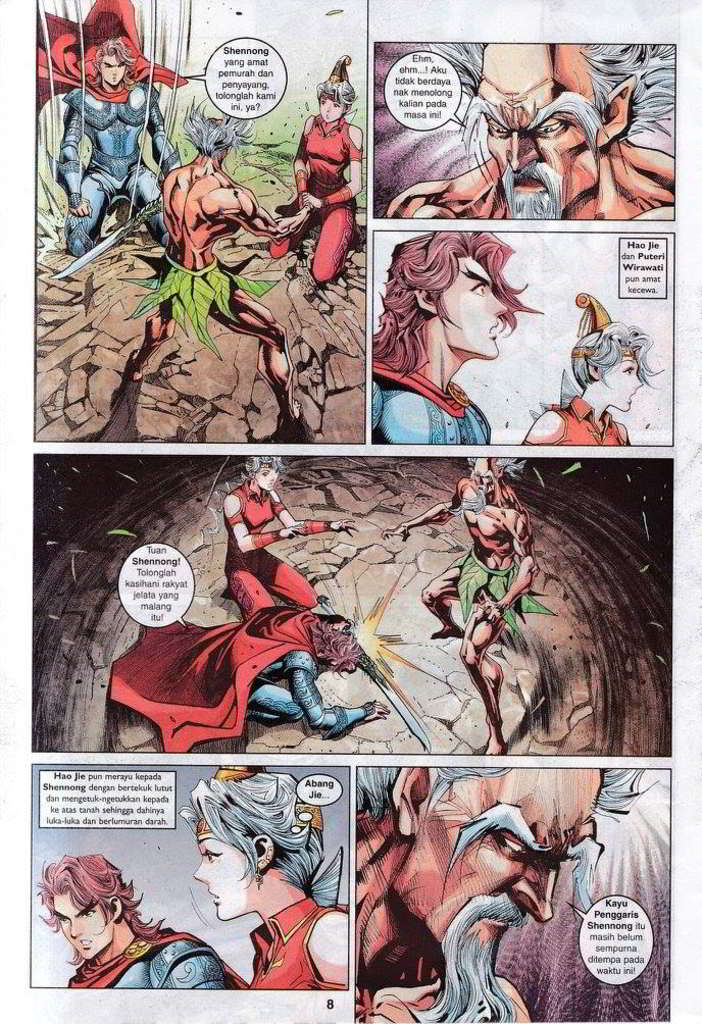 Shennong
yang amat
pemurah dan
penyayang,
tolonglah kami
ini, ya?
Ehm,
ehm...! Aku
tidak berdaya
nak menolong
kalian pada
masa ini!
Hao Jie
dan Puteri
Wirawati
pun amat
kecewa.
Tuan
Shennong!
Tolonglah
kasihani rakyat
jelata yang
malang
itu!
Hao Jie pun merayu kepada
Shennong dengan bertekuk lutut
dan mengetuk-ngetukkan kepada
ke atas tanah sehingga dahinya
luka-luka dan berlumuran darah.
Abang
Jie...
Kayu
Penggaris
Shennong itu
masih belum
sempurna
ditempa pada
waktu ini!
8